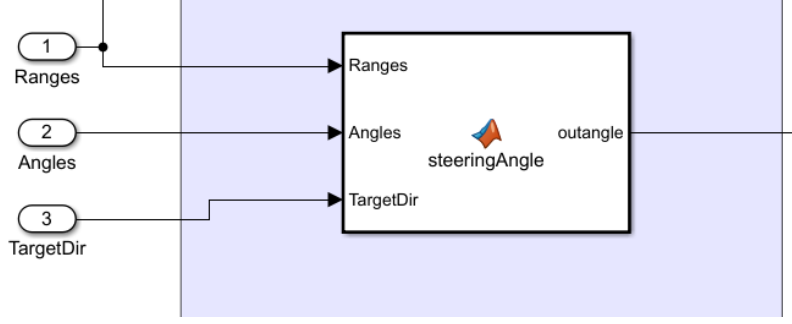 1
Ranges
Ranges
2
Angles
Angles
steeringAngle
outangle
3
TargetDir
TargetDir